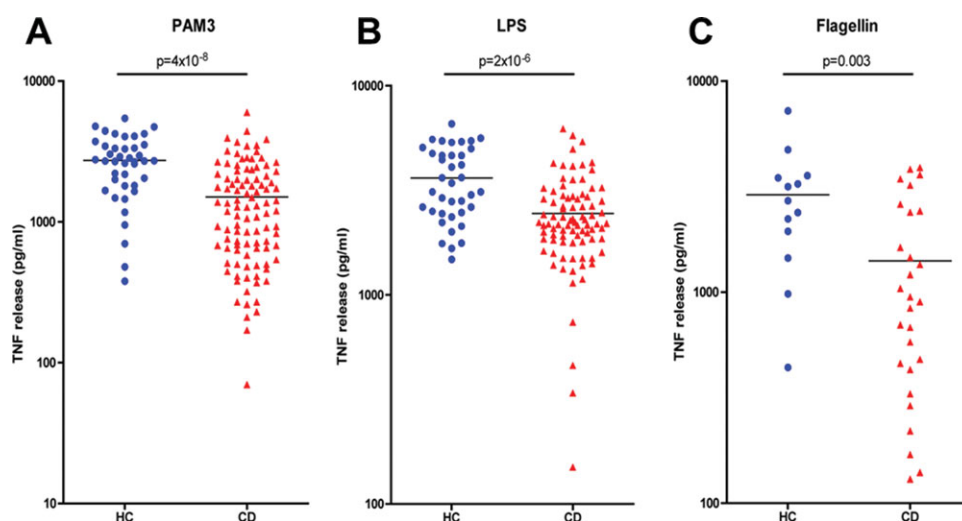 A
PAM3
p=4x10-8
TNF release (pg/ml)
10000
1000
100
10
HC
CD
B
LPS
p=2x10-6
TNF release (pg/ml)
10000
1000
100
HC
CD
C
Flagellin
p=0.003
TNF release (pg/ml)
10000
1000
100
HC
CD